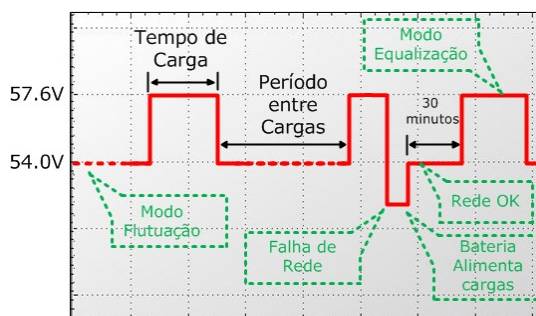 Tempo de
Carga
Modo
Equalização
57.6V
Período
entre
Cargas
30
minutos
54.0V
Modo
Flutuação
Rede OK
Falha de
Rede
Bateria
Alimenta
cargas